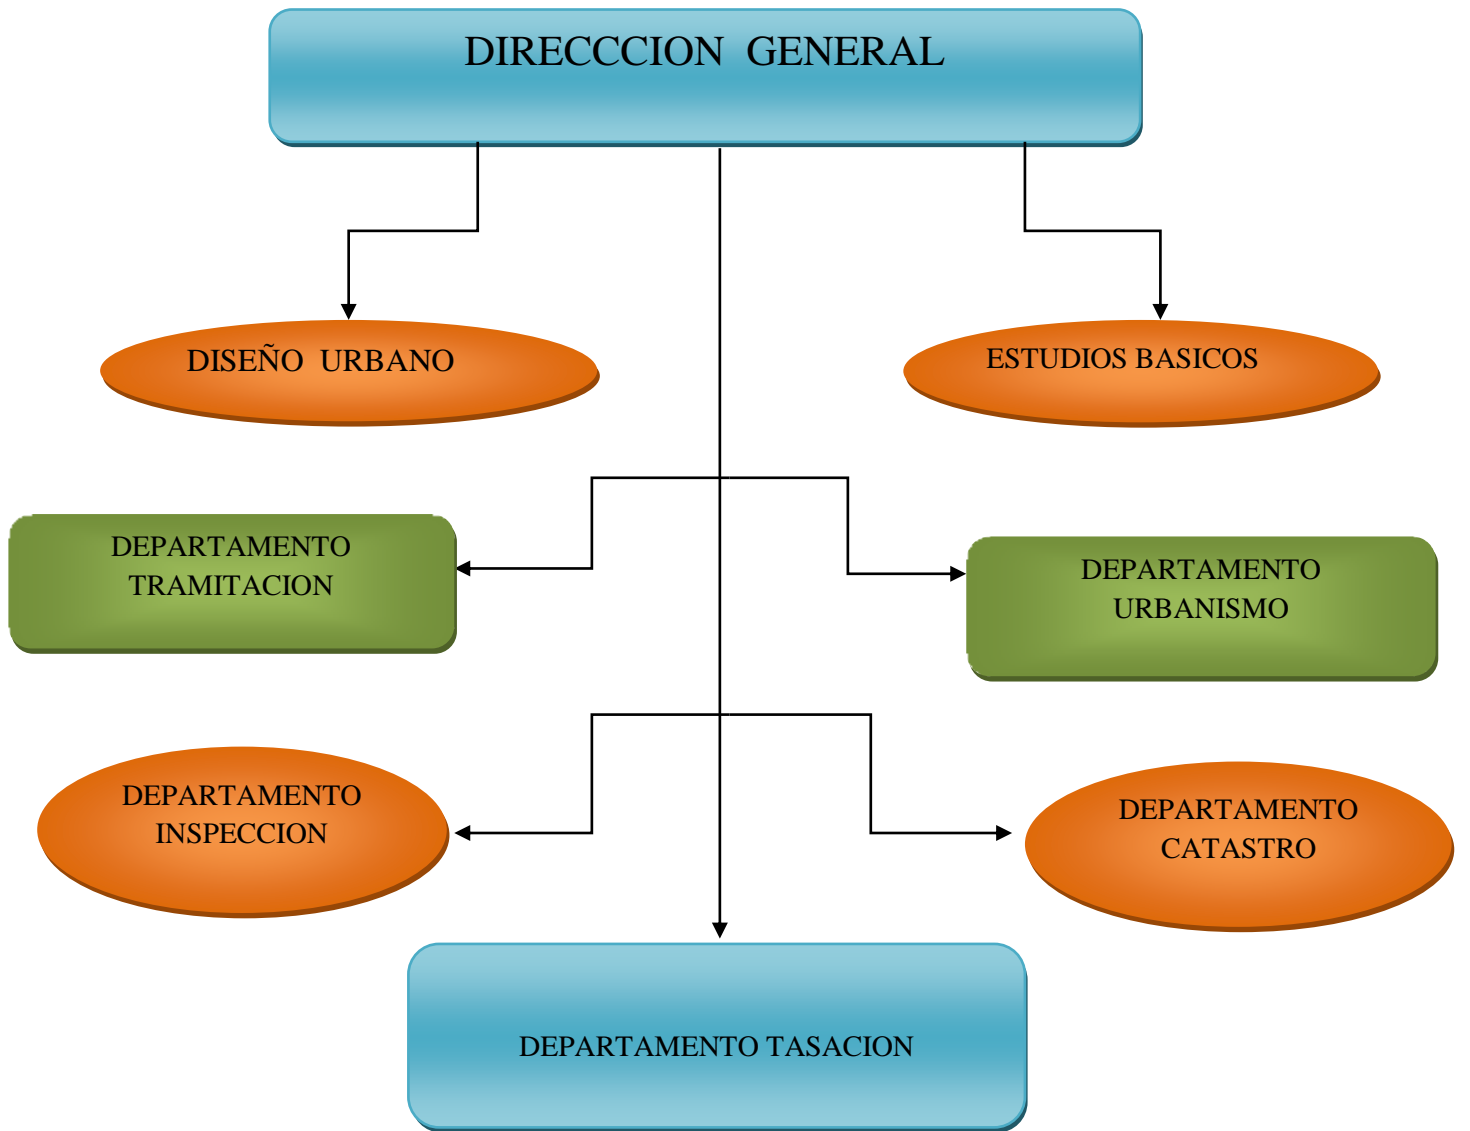 DIRECCCION GENERAL
DISEÑO URBANO
ESTUDIOS BASICOS
DEPARTAMENTO
TRAMITACION
DEPARTAMENTO
URBANISMO
DEPARTAMENTO
INSPECCION
DEPARTAMENTO
CATASTRO
DEPARTAMENTO TASACION